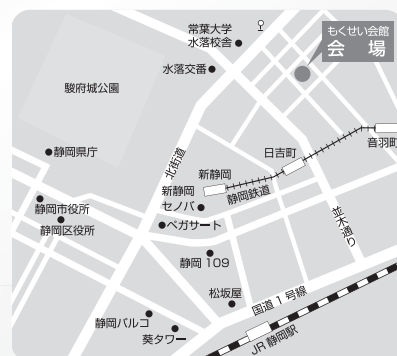 常葉大学
水落校舎
もくせい会館
会 場
水落交番
駿府城公園
北街道
静岡県庁
日吉町
音羽町
新静岡
静岡鉄道
新静岡
セノバ
静岡市役所
静岡区役所
ペガサート
並木通り
静岡 109
松坂屋
国道 1 号線
静岡パルコ
葵タワー
JR 静岡駅